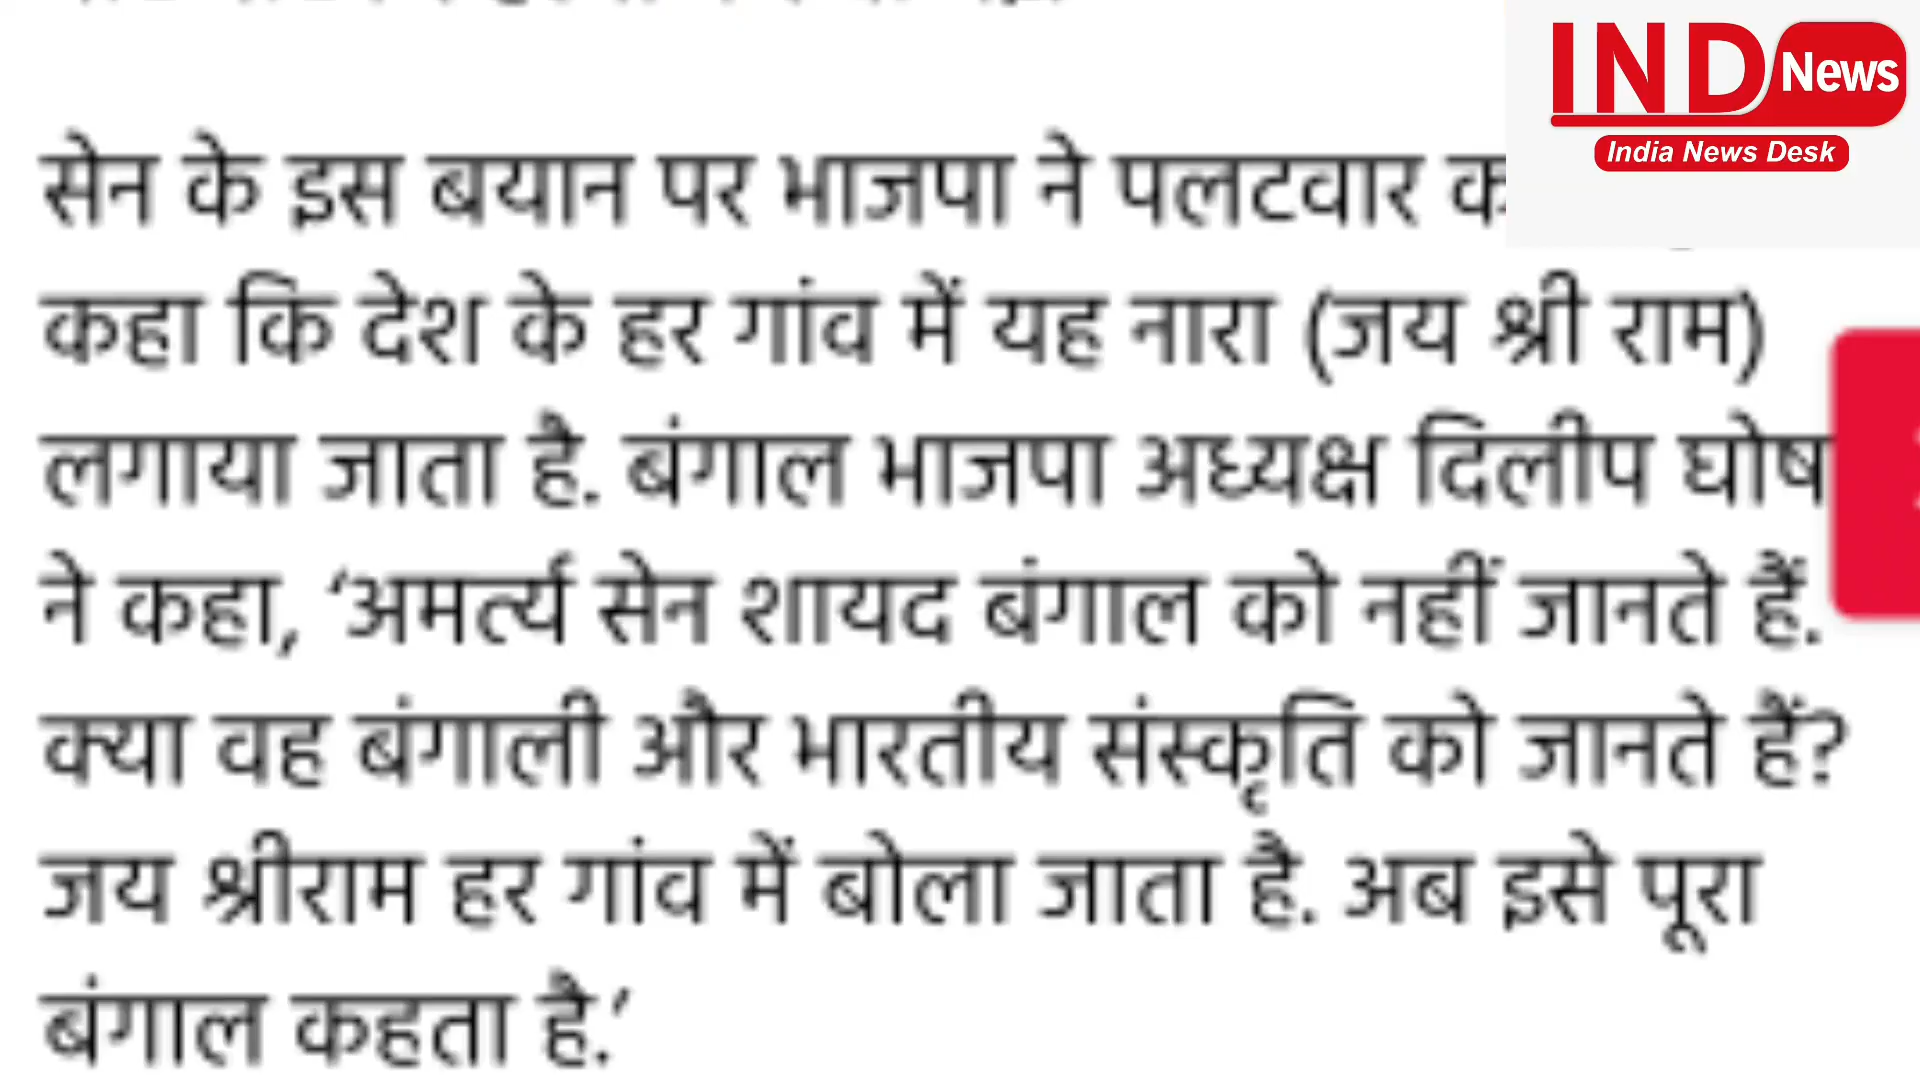 IND News
India News Desk
सेन के इस बयान पर भाजपा ने पलटवार
कहा कि देश के हर गांव में यह नारा (जय श्री राम)
लगाया जाता है. बंगाल भाजपा अध्यक्ष दिलीप घोष
ने कहा, ‘अमर्त्य सेन शायद बंगाल को नहीं जानते हैं.
क्या वह बंगाली और भारतीय संस्कृति को जानते हैं?
जय श्रीराम हर गांव में बोला जाता है. अब इसे पूरा
बंगाल कहता है.’